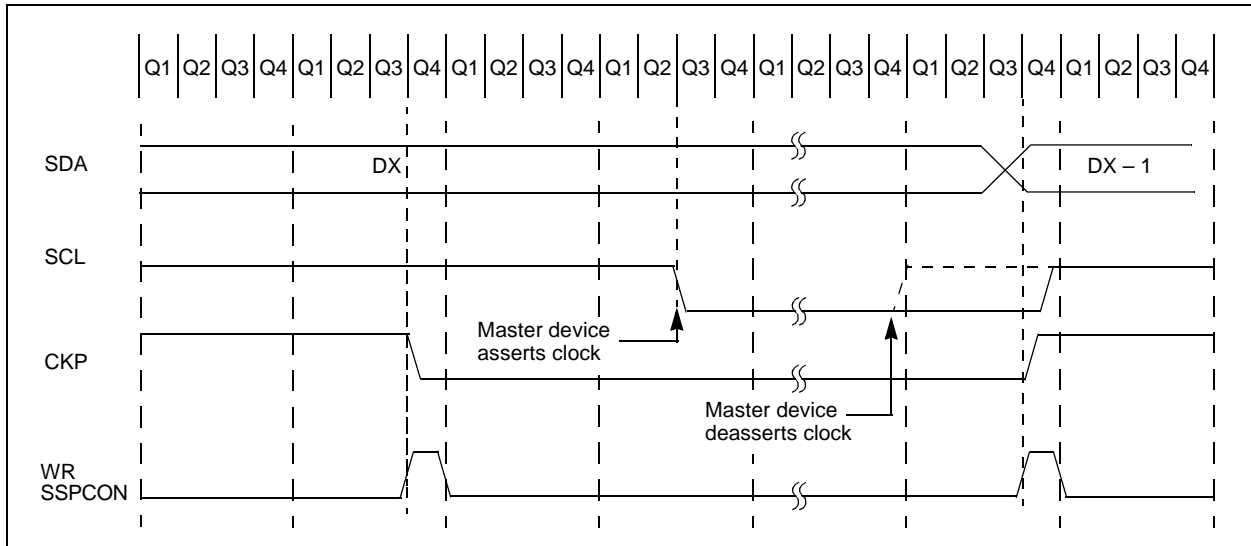 Q1 Q2 Q3 Q4 Q1 Q2 Q3 Q4 Q1 Q2 Q3 Q4 Q1 Q2 Q3 Q4 Q1 Q2 Q3 Q4 Q1 Q2 Q3 Q4 Q1 Q2 Q3 Q4
SDA
DX
DX – 1
SCL
Master device
asserts clock
CKP
Master device
deasserts clock
WR
SSPCON